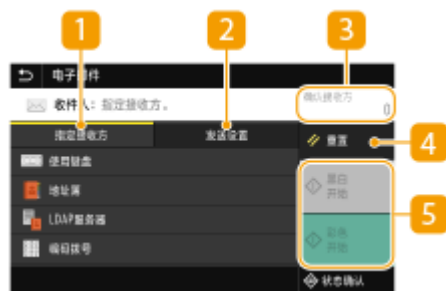 1 2 3
电子邮件
收件人：指定接收方。
确认接收方
0
指定接收方 发送设置
重置 4
使用键盘
地址簿
LDAP服务器
编码拨号
黑白
开始
5
彩色
开始
状态确认